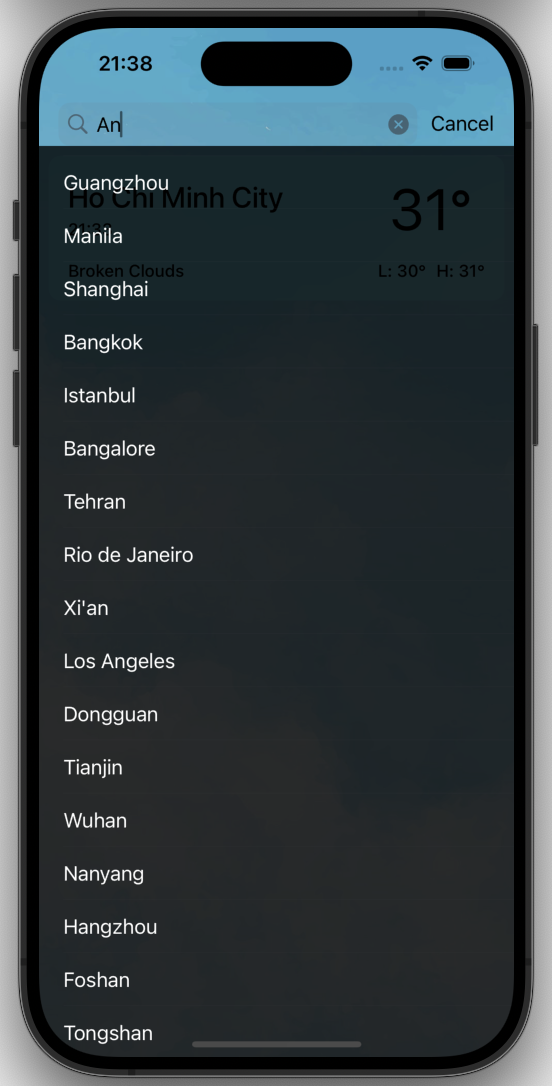 21:38
An
Cancel
Guangzhou
Ho Chi Minh City
31°
Manila
Broken Clouds
L: 30° H: 31°
Shanghai
Bangkok
Istanbul
Bangalore
Tehran
Rio de Janeiro
Xi'an
Los Angeles
Dongguan
Tianjin
Wuhan
Nanyang
Hangzhou
Foshan
Tongshan